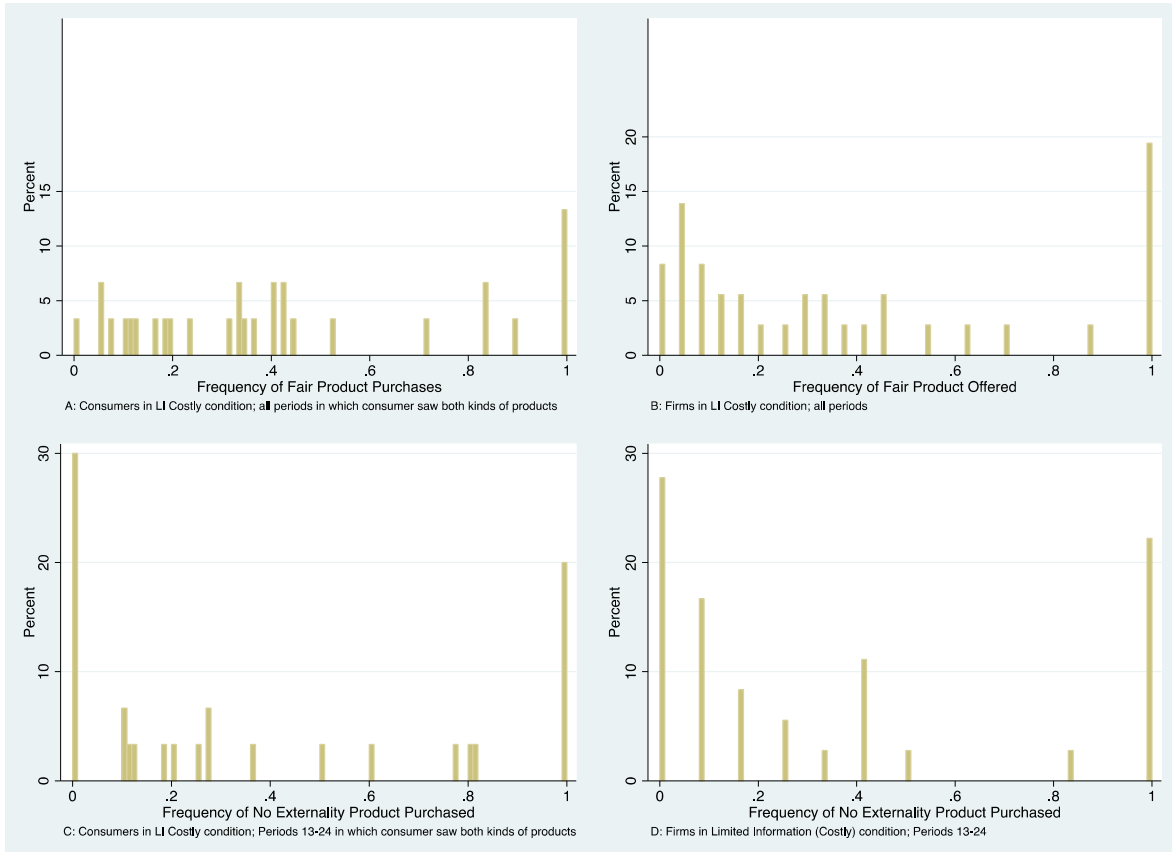 Percent
15
10
5
0
0 .2 .4 .6 .8 1
Frequency of Fair Product Purchases
A: Consumers in LI Costly condition; all periods in which consumer saw both kinds of products
Percent
20
15
10
5
0
0 .2 .4 .6 .8 1
Frequency of Fair Product Offered
B: Firms in LI Costly condition; all periods
Percent
30
20
10
0
0 .2 .4 .6 .8 1
Frequency of No Externality Product Purchased
C: Consumers in LI Costly condition; Periods 13-24 in which consumer saw both kinds of products
Percent
30
20
10
0
0 .2 .4 .6 .8 1
Frequency of No Externality Product Purchased
D: Firms in Limited Information (Costly) condition; Periods 13-24